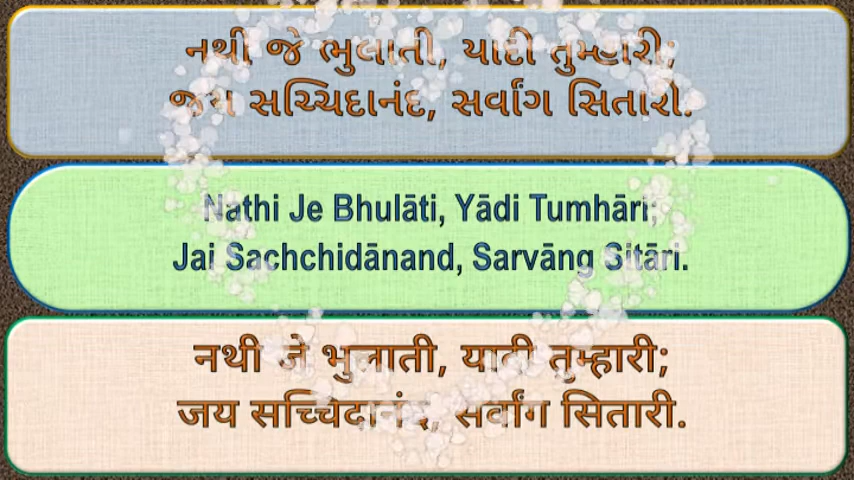 નથી જે ભુલાતી, યાદી તુમ્હારી;
જય સચ્ચિદાનંદ, સર્વાંગ સિતારી.
Nathi Je Bhulāti, Yādi Tumhāri;
Jai Sachchidānand, Sarvāng Sitāri.
नथी जे भुलाती, यादी तुम्हारी;
जय सच्चिदानंद, सर्वांग सितारी.